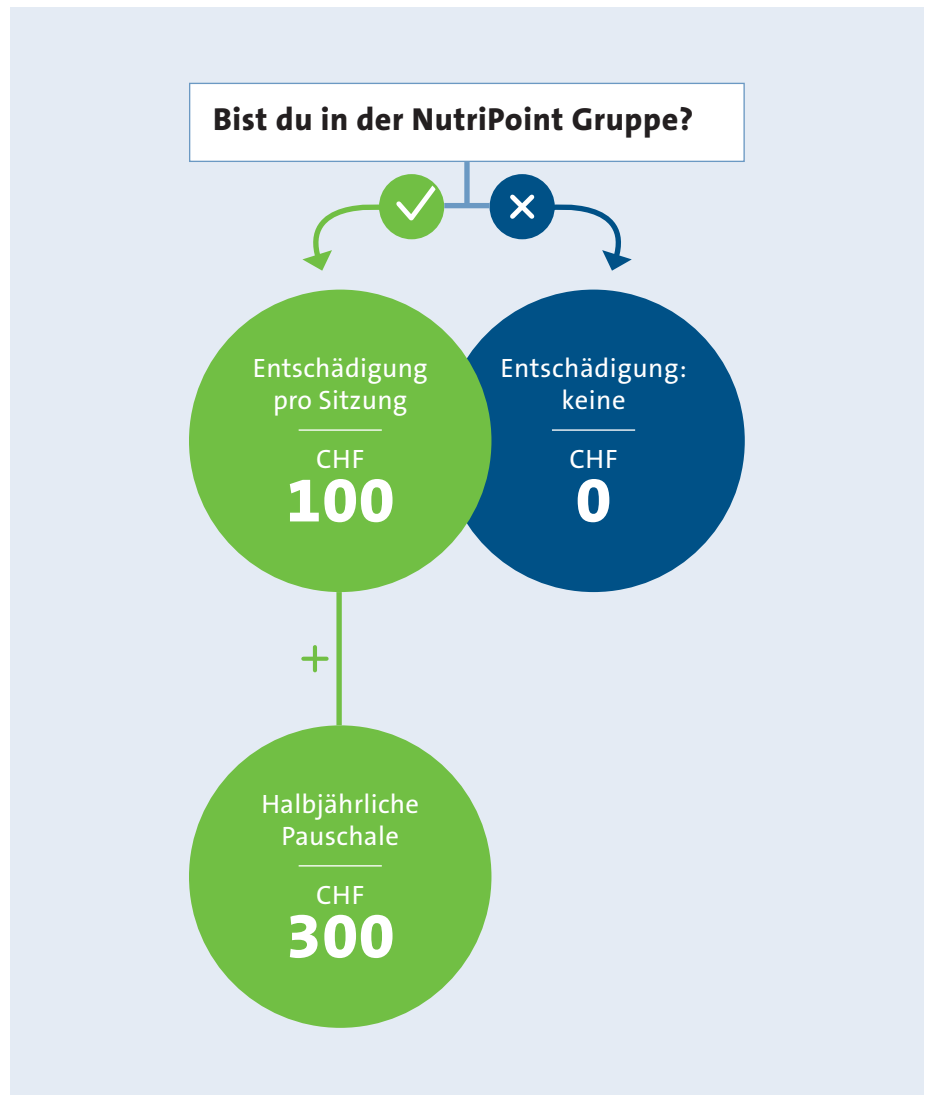 Bist du in der NutriPoint Gruppe?
Entschädigung
pro Sitzung
CHF
100
Entschädigung:
keine
CHF
0
+
Halbjährliche
Pauschale
CHF
300